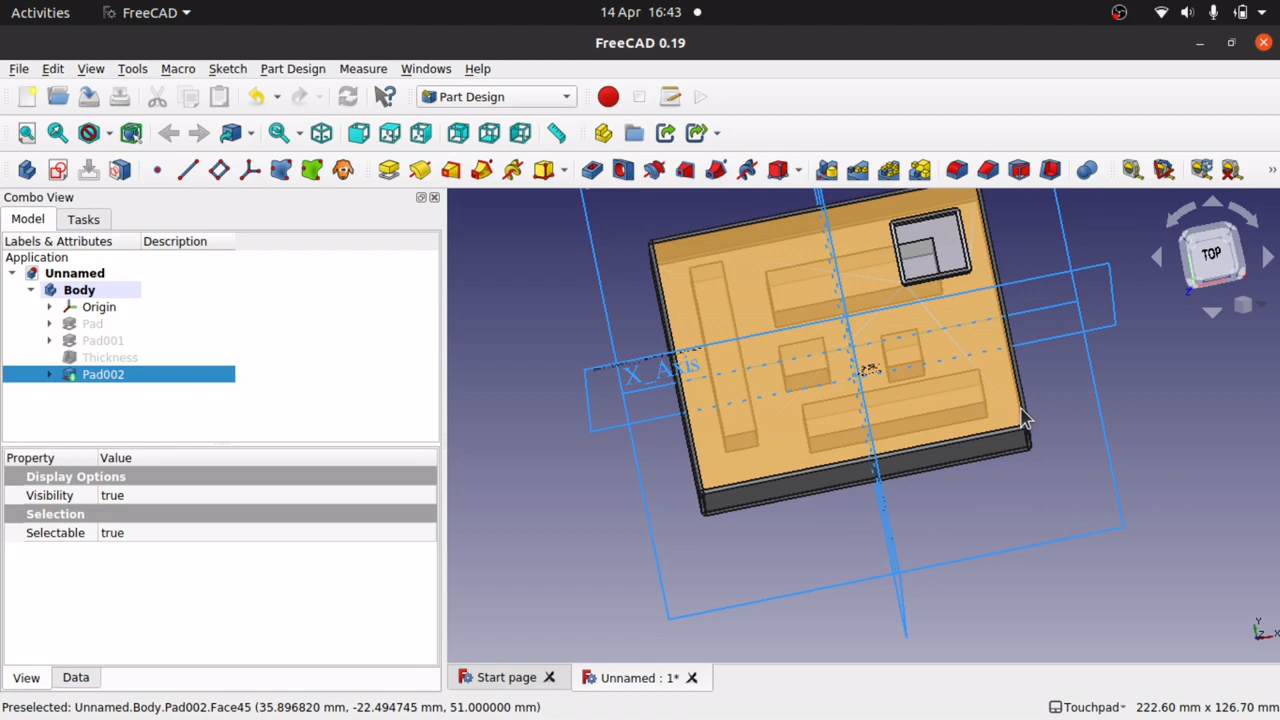 Activities FreeCAD 14 Apr 16:43
FreeCAD 0.19
File Edit View Tools Macro Sketch Part Design Measure Windows Help
Part Design
Combo View
Model Tasks
Labels & Attributes Description
Application
Unnamed
Body
Origin
Pad
Pad001
Thickness
Pad002
Property Value
Display Options
Visibility true
Selection
Selectable true
View Data
TOP
Z
X_Axis
Y
Z X
Start page Unnamed : 1*
Preselected: Unnamed.Body.Pad002.Face45 (35.896820 mm, -22.494745 mm, 51.000000 mm) Touchpad 222.60 mm x 126.70 mm